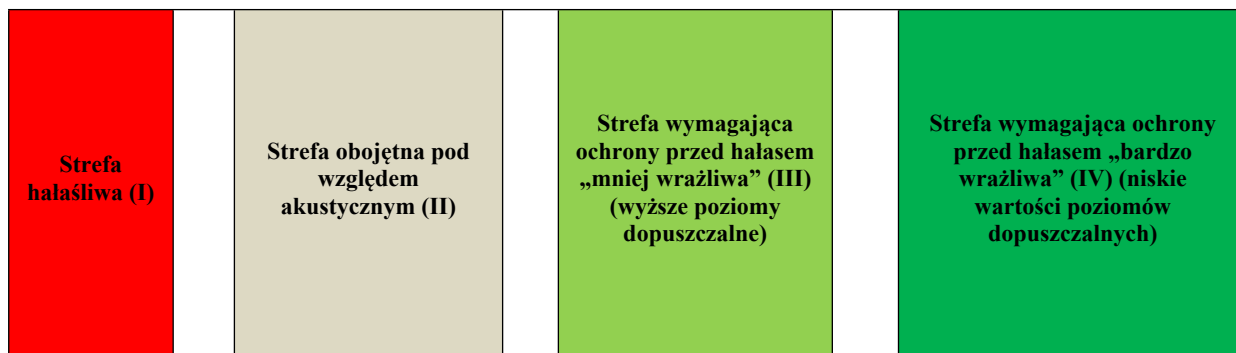 Strefa
hałaśliwa (I)
Strefa obojętna pod
względem
akustycznym (II)
Strefa wymagająca
ochrony przed hałasem
„mniej wrażliwa” (III)
(wyższe poziomy
dopuszczalne)
Strefa wymagająca ochrony
przed hałasem „bardzo
wrażliwa” (IV) (niskie
wartości poziomów
dopuszczalnych)